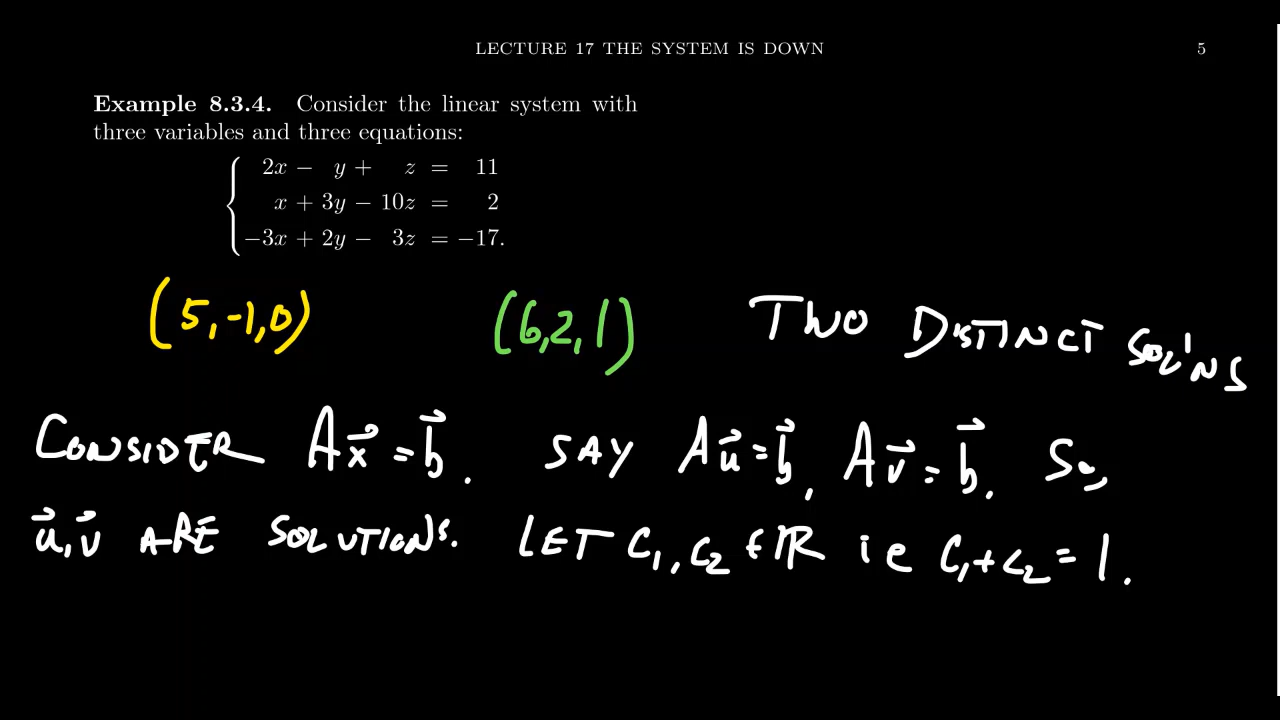 LECTURE 17 THE SYSTEM IS DOWN 5
Example 8.3.4. Consider the linear system with
three variables and three equations:
2x − y + z = 11
x + 3y − 10z = 2
−3x + 2y − 3z = −17.
(5,-1,0) (6,2,1) TWO DISTINCT SOL'NS
CONSIDER Ax⃗ = b⃗. SAY Au⃗ = b⃗, Av⃗ = b⃗. So,
u⃗, v⃗ ARE SOLUTIONS. LET C₁, C₂ ∈ ℝ ie C₁ + C₂ = 1.